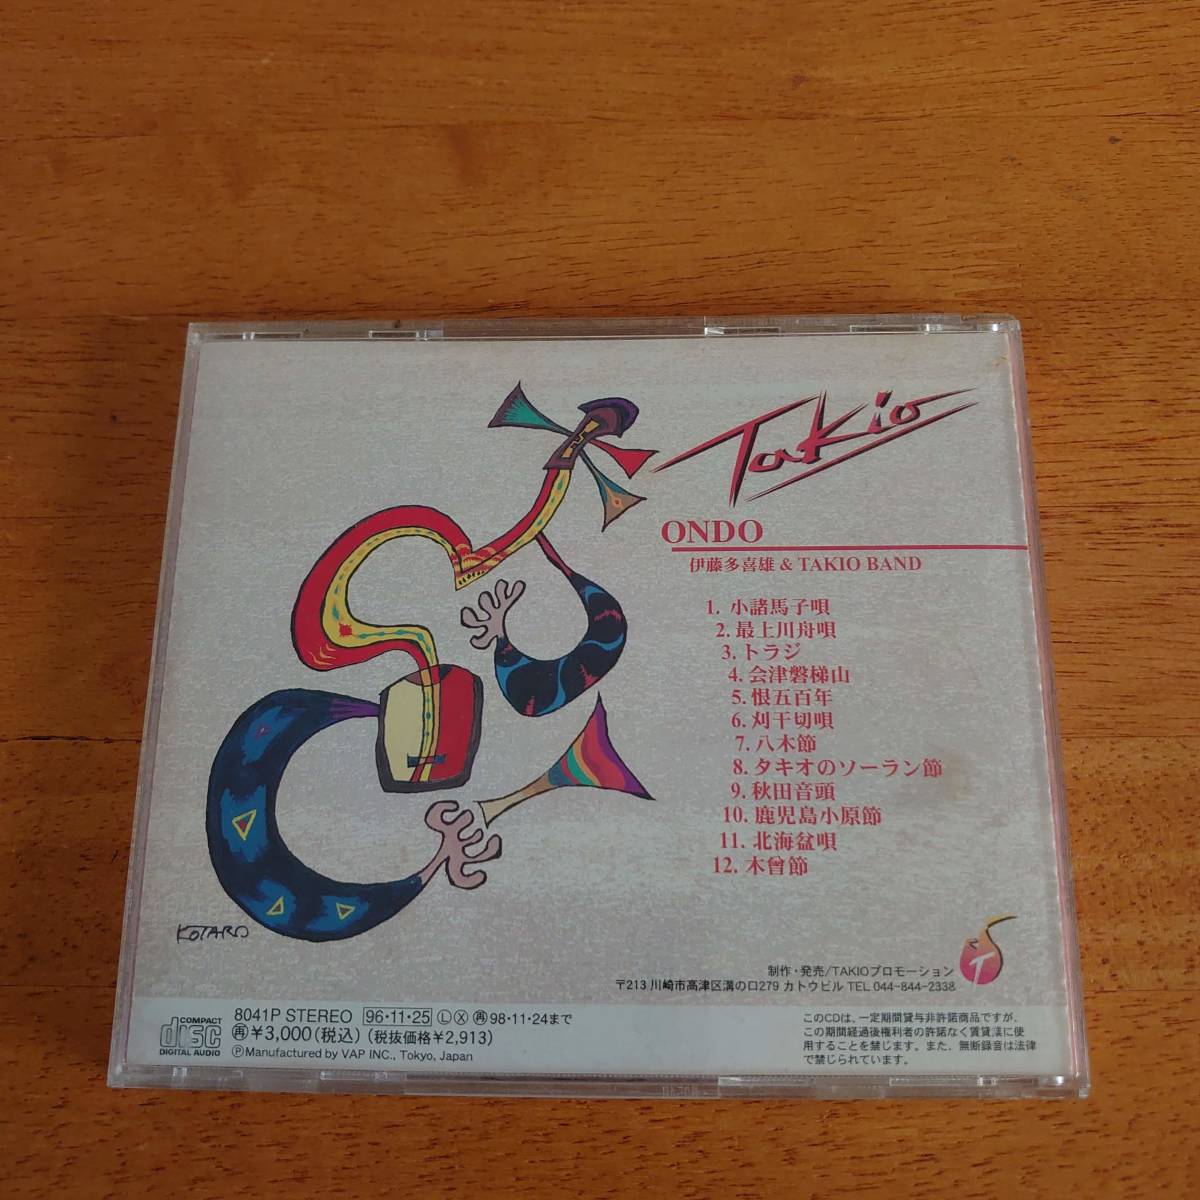 Takio
ONDO
伊藤多喜雄 & TAKIO BAND
1. 小諸馬子唄
2. 最上川舟唄
3. トラジ
4. 会津磐梯山
5. 恨五百年
6. 刈干切唄
7. 八木節
8. タキオのソーラン節
9. 秋田音頭
10. 鹿児島小原節
11. 北海盆唄
12. 木曾節
KOTARO
制作・発売/TAKIOプロモーション
〒213 川崎市高津区溝の口279 カトウビル TEL 044-844-2338
T
COMPACT
disc
DIGITAL AUDIO
8041P STEREO 96・11・25 Ⓛ Ⓧ ㊢98・11・24まで
㊢¥3,000(税込) (税抜価格¥2,913)
ⓅManufactured by VAP INC., Tokyo, Japan
このCDは、一定期間貸与非許諾商品ですが、
この期間経過後権利者の許諾なく賃貸業に使
用することを禁じます。また、無断録音は法律
で禁じられています。